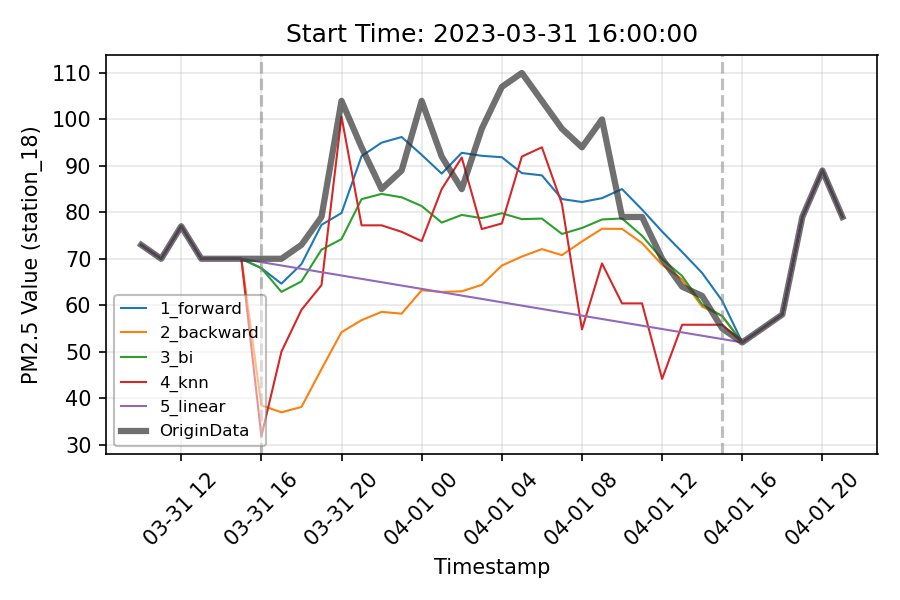 Start Time: 2023-03-31 16:00:00
PM2.5 Value (station_18)
110
100
90
80
70
60
50
40
30
1_forward
2_backward
3_bi
4_knn
5_linear
OriginData
03-31 12
03-31 16
03-31 20
04-01 00
04-01 04
04-01 08
04-01 12
04-01 16
04-01 20
Timestamp